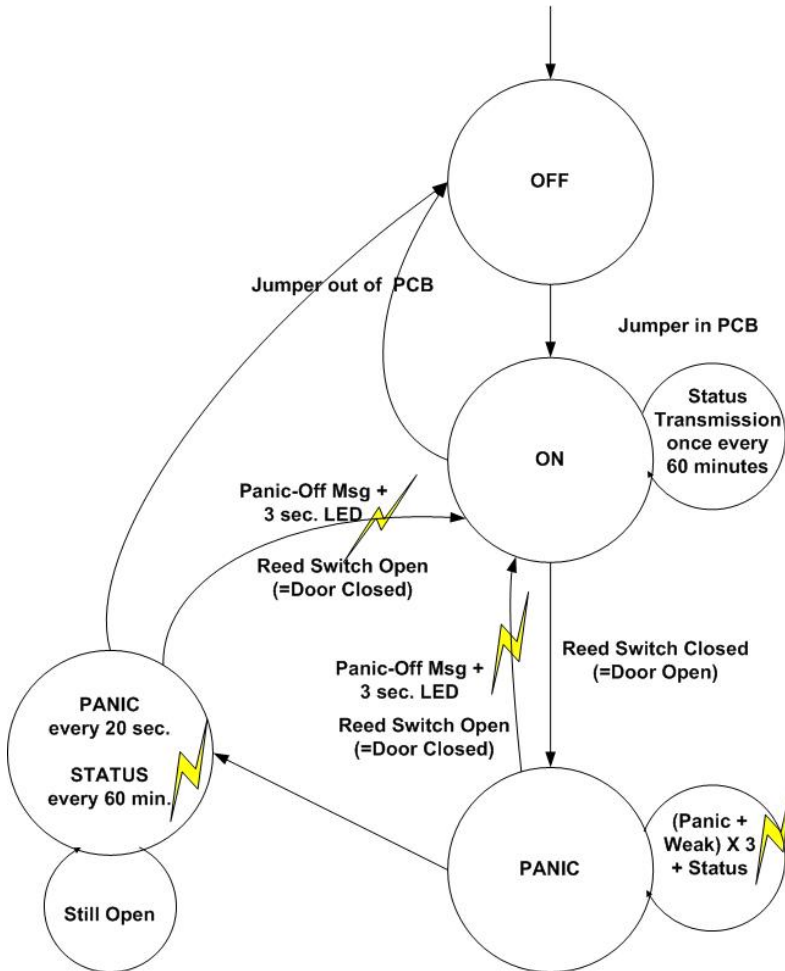 OFF
Jumper out of PCB
Jumper in PCB
Status
Transmission
once every
60 minutes
ON
Panic-Off Msg +
3 sec. LED
Reed Switch Open
(=Door Closed)
Reed Switch Closed
(=Door Open)
Panic-Off Msg +
3 sec. LED
Reed Switch Open
(=Door Closed)
PANIC
every 20 sec.
STATUS
every 60 min.
Still Open
PANIC
(Panic +
Weak) X 3
+ Status